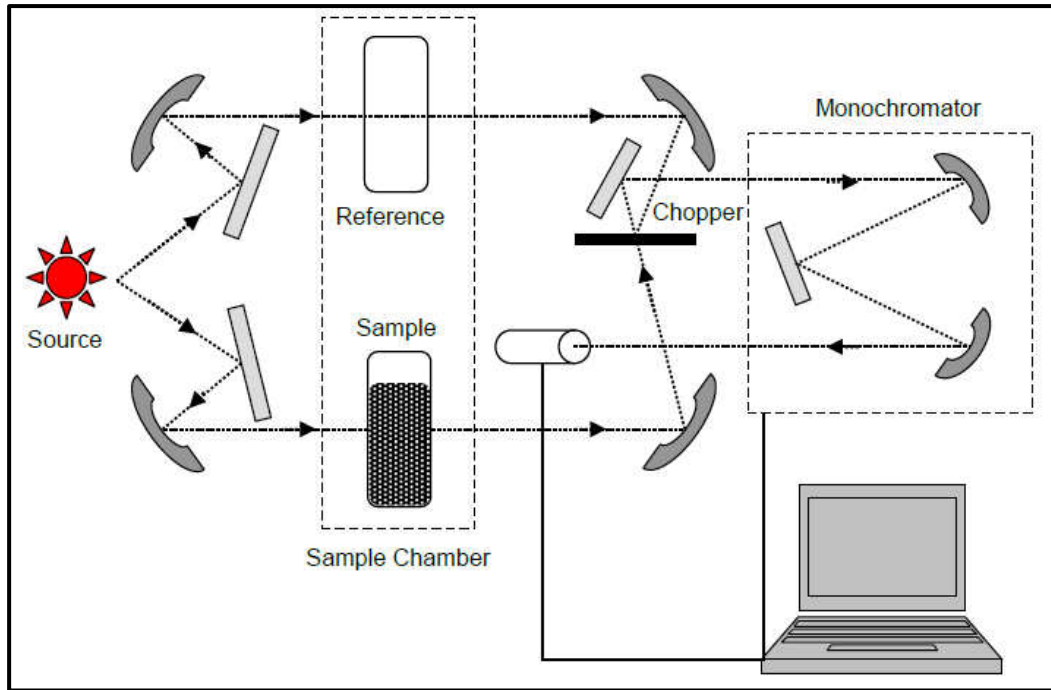 Monochromator
Reference
Chopper
Source
Sample
Sample Chamber